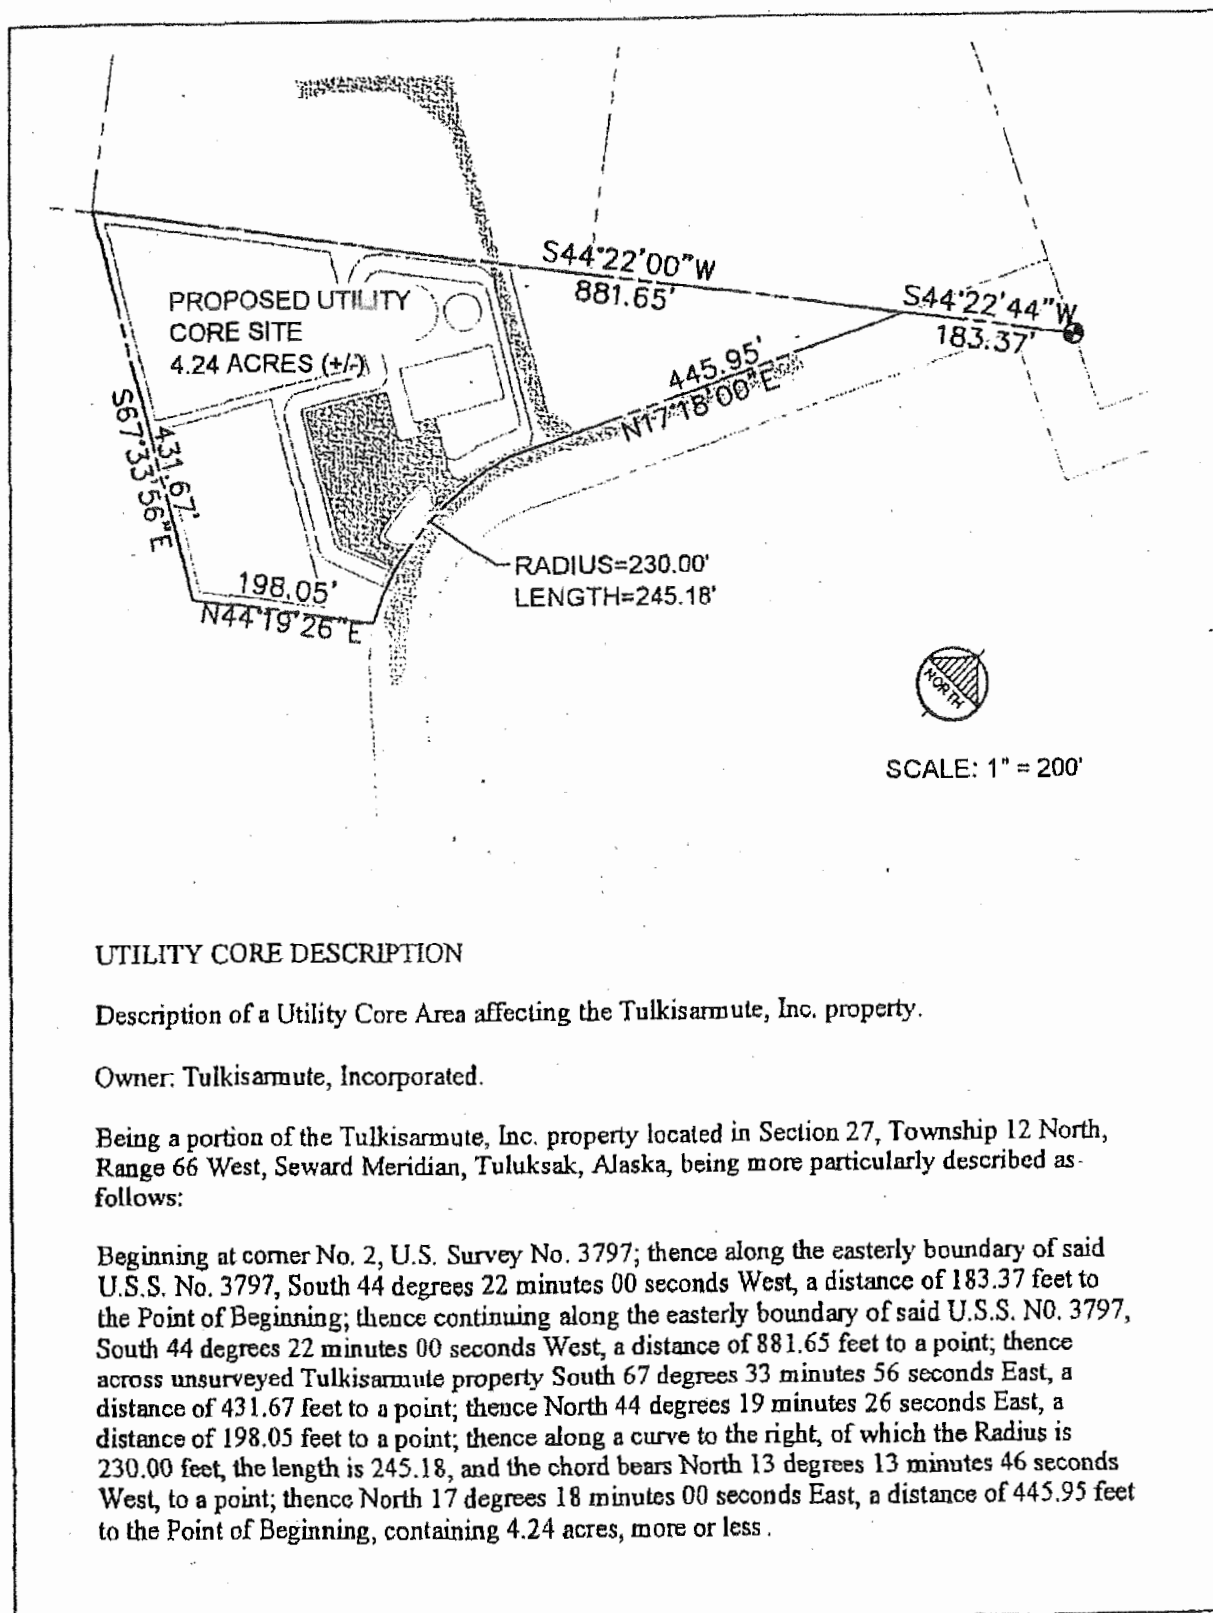 S44°22'00"W
881.65'
S44°22'44"W
183.37'
PROPOSED UTILITY
CORE SITE
4.24 ACRES (+/-)
445.95'
N17°18'00"E
S67°33'56"E
431.67'
198.05'
N44°19'26"E
RADIUS=230.00'
LENGTH=245.18'
NORTH
SCALE: 1" = 200'
UTILITY CORE DESCRIPTION
Description of a Utility Core Area affecting the Tulkisarmute, Inc. property.
Owner: Tulkisarmute, Incorporated.
Being a portion of the Tulkisarmute, Inc. property located in Section 27, Township 12 North,
Range 66 West, Seward Meridian, Tuluksak, Alaska, being more particularly described as
follows:
Beginning at corner No. 2, U.S. Survey No. 3797; thence along the easterly boundary of said
U.S.S. No. 3797, South 44 degrees 22 minutes 00 seconds West, a distance of 183.37 feet to
the Point of Beginning; thence continuing along the easterly boundary of said U.S.S. N0. 3797,
South 44 degrees 22 minutes 00 seconds West, a distance of 881.65 feet to a point; thence
across unsurveyed Tulkisarmute property South 67 degrees 33 minutes 56 seconds East, a
distance of 431.67 feet to a point; thence North 44 degrees 19 minutes 26 seconds East, a
distance of 198.05 feet to a point; thence along a curve to the right, of which the Radius is
230.00 feet, the length is 245.18, and the chord bears North 13 degrees 13 minutes 46 seconds
West, to a point; thence North 17 degrees 18 minutes 00 seconds East, a distance of 445.95 feet
to the Point of Beginning, containing 4.24 acres, more or less.